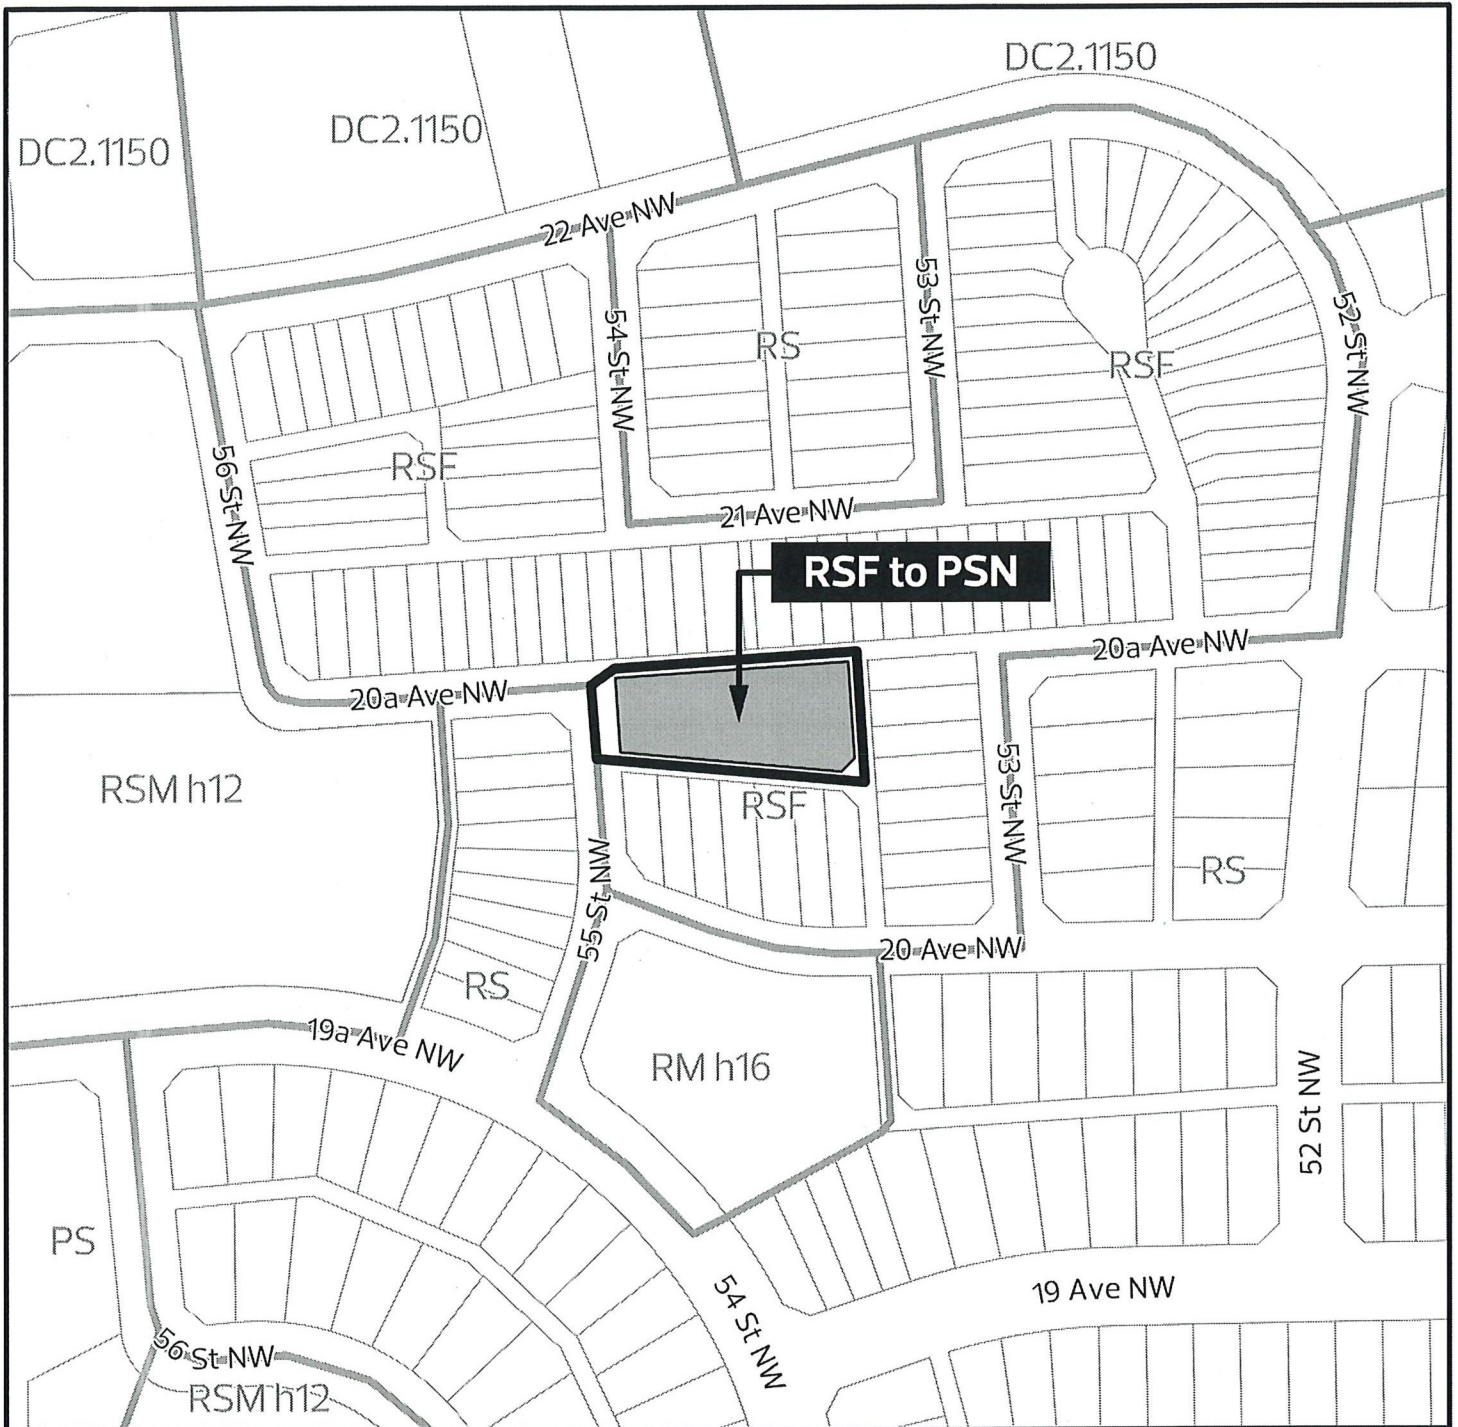 DC2.1150
DC2.1150
DC2.1150
22 Ave NW
54 St NW
RS
53 St NW
RSF
52 St NW
56 St NW
RSF
21 Ave NW
RSF to PSN
20a Ave NW
20a Ave NW
RSM h12
RSF
53 St NW
RS
55 St NW
20 Ave NW
RS
19a Ave NW
RM h16
52 St NW
PS
54 St NW
19 Ave NW
56 St NW
RSM h12